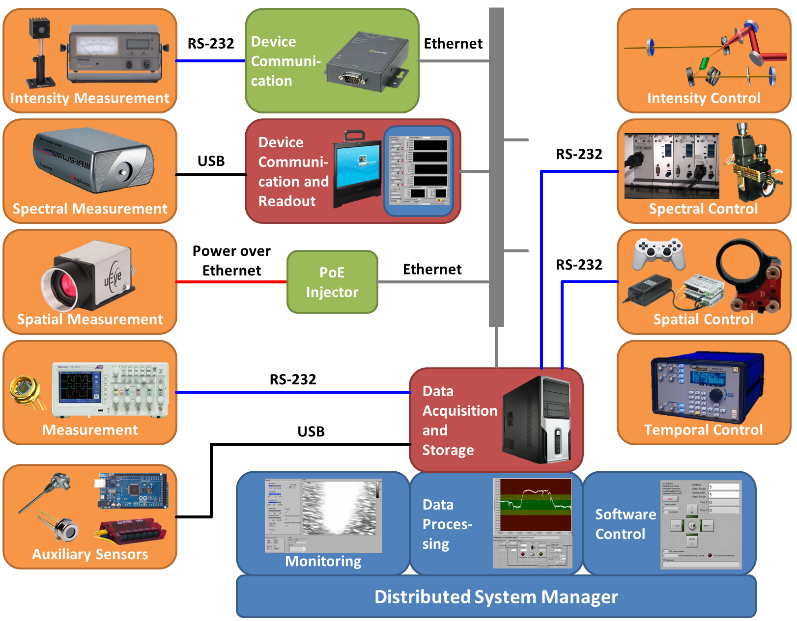 RS-232
Device
Communi-
cation
Ethernet
Intensity Measurement
Intensity Control
USB
Device
Communi-
cation and
Readout
RS-232
Spectral Measurement
Spectral Control
Power over
Ethernet
PoE
Injector
Ethernet
RS-232
uEye
A
B
Spatial Measurement
Spatial Control
RS-232
Data
Acquisition
and
Storage
Measurement
Temporal Control
USB
Auxiliary Sensors
Monitoring
Data
Proces-
sing
Software
Control
Distributed System Manager